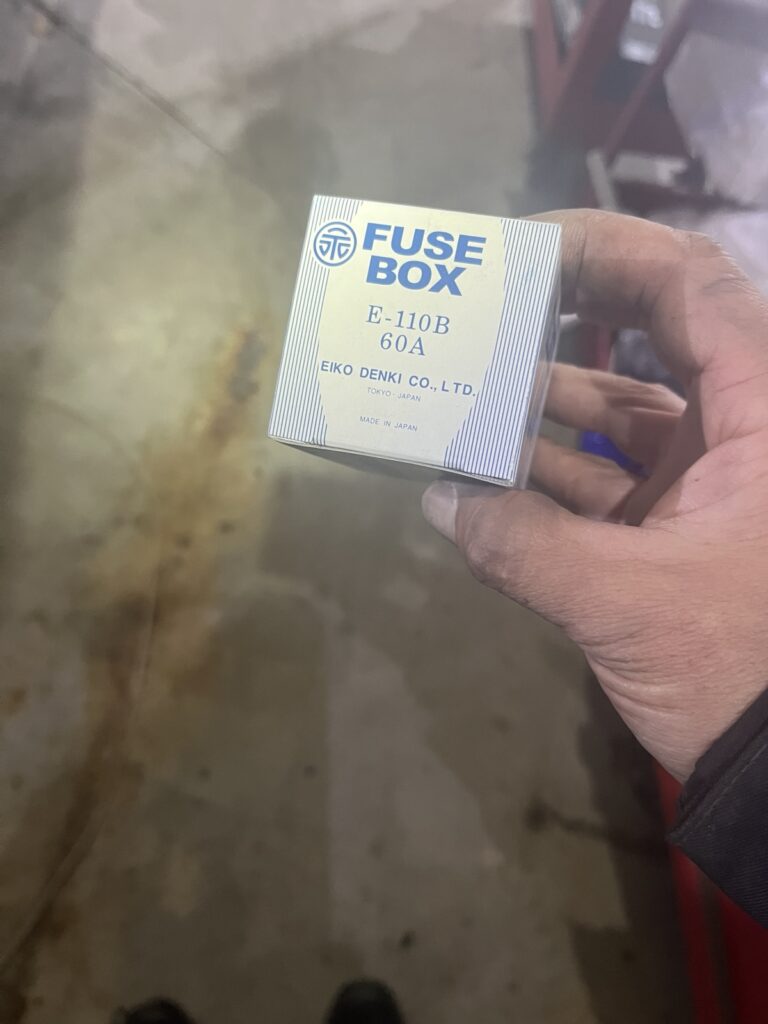 FUSE
BOX
E-110B
60A
EIKO DENKI CO., LTD.
TOKYO - JAPAN
MADE IN JAPAN